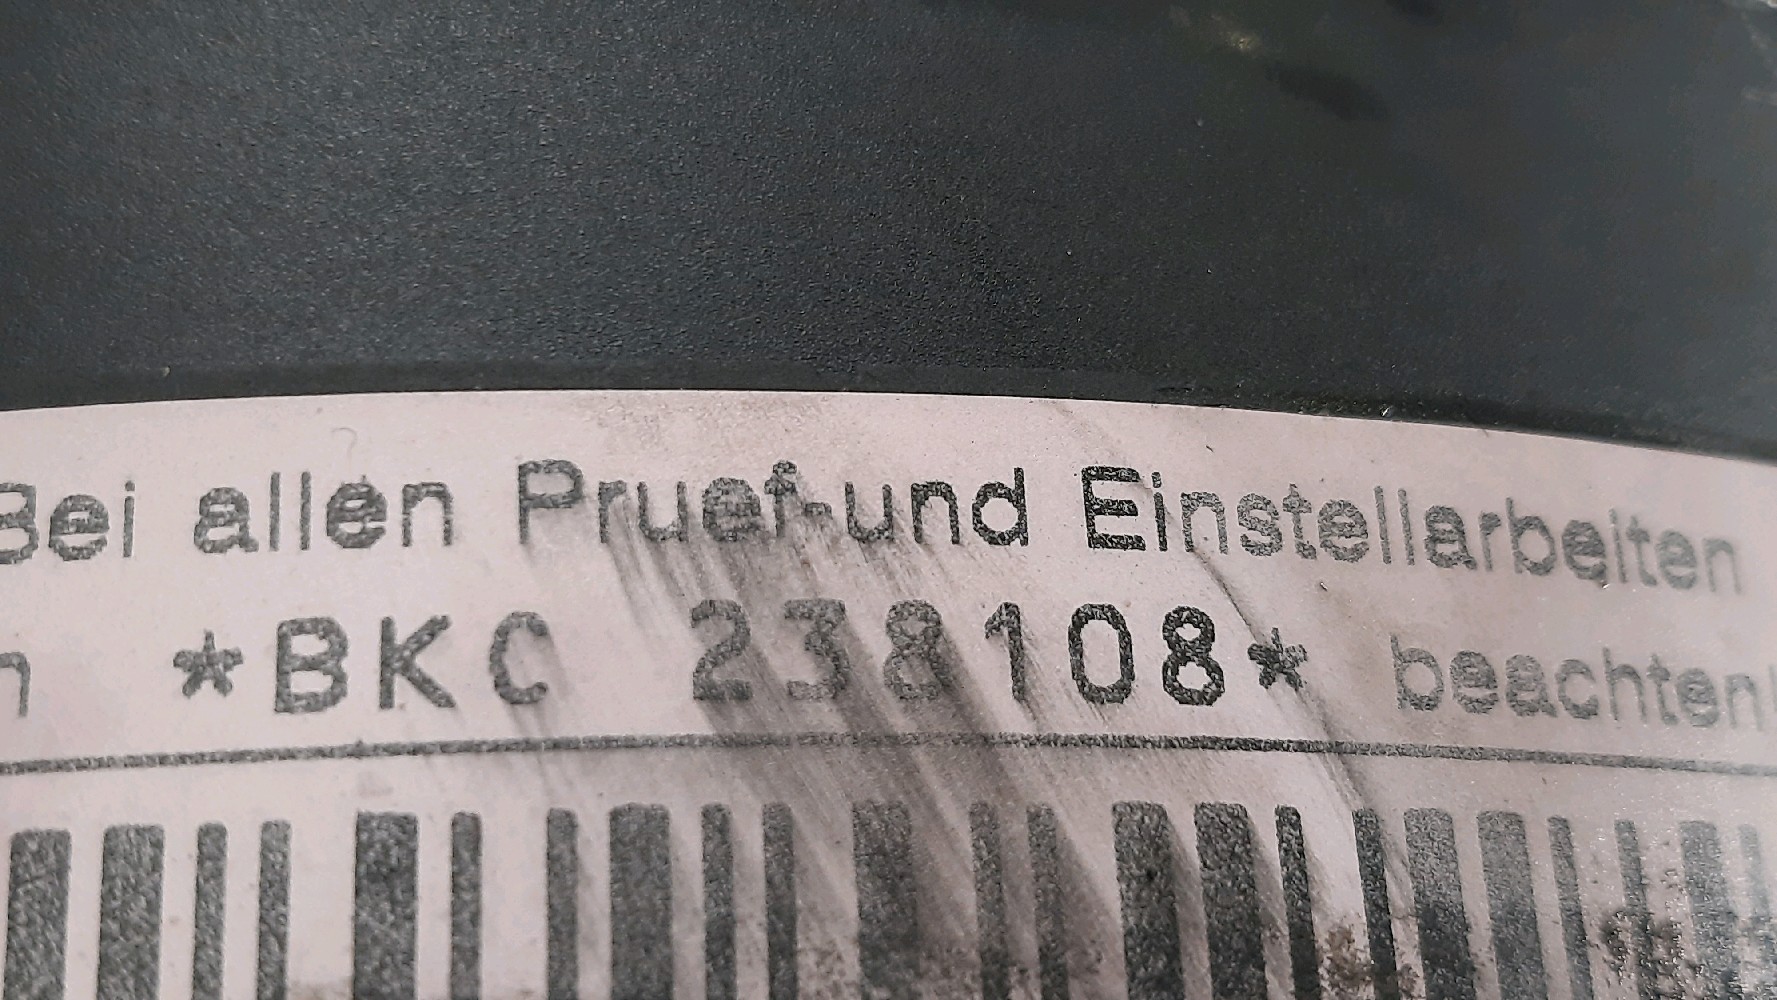 Bei allen Pruef-und Einstellarbeiten
*BKC 238108* beachten!